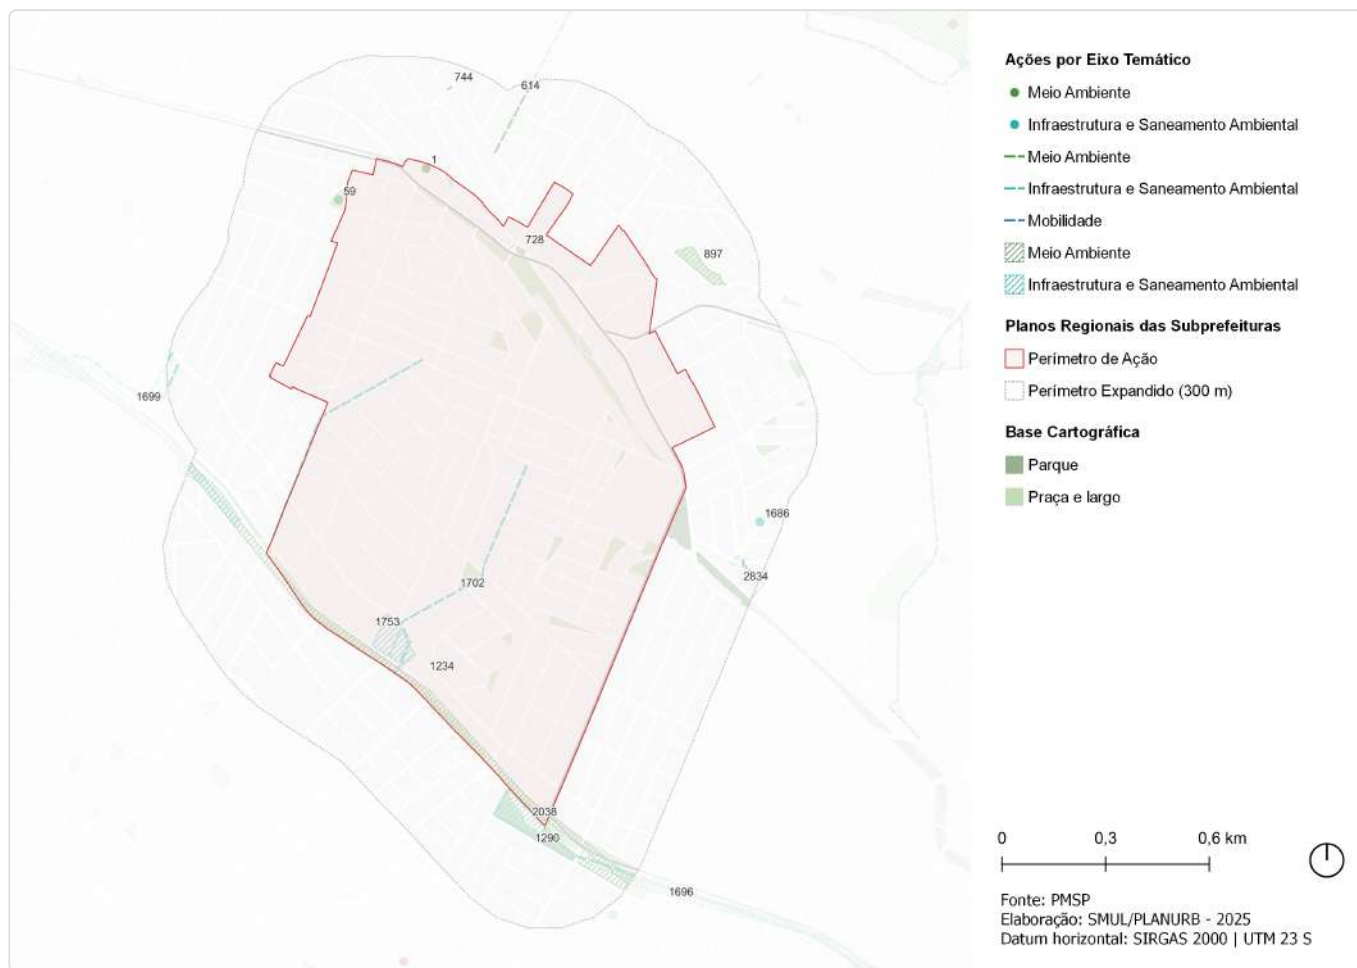 744
614
1
59
728
897
1699
1686
2834
1702
1753
1234
2038
1290
1696
Ações por Eixo Temático
Meio Ambiente
Infraestrutura e Saneamento Ambiental
Meio Ambiente
Infraestrutura e Saneamento Ambiental
Mobilidade
Meio Ambiente
Infraestrutura e Saneamento Ambiental
Planos Regionais das Subprefeituras
Perímetro de Ação
Perímetro Expandido (300 m)
Base Cartográfica
Parque
Praça e largo
0 0,3 0,6 km
Fonte: PMSP
Elaboração: SMUL/PLANURB - 2025
Datum horizontal: SIRGAS 2000 | UTM 23 S